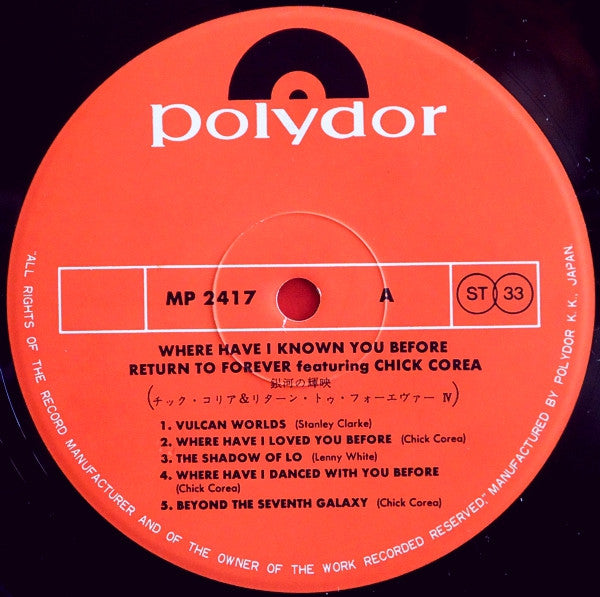 polydor
MP 2417 A ST 33
WHERE HAVE I KNOWN YOU BEFORE
RETURN TO FOREVER featuring CHICK COREA
銀河の輝映
(チック・コリア&リターン・トゥ・フォーエヴァー Ⅳ)
1. VULCAN WORLDS (Stanley Clarke)
2. WHERE HAVE I LOVED YOU BEFORE (Chick Corea)
3. THE SHADOW OF LO (Lenny White)
4. WHERE HAVE I DANCED WITH YOU BEFORE
(Chick Corea)
5. BEYOND THE SEVENTH GALAXY (Chick Corea)
"ALL RIGHTS OF THE RECORD MANUFACTURER AND OF THE OWNER OF THE WORK RECORDED RESERVED." MANUFACTURED BY POLYDOR K.K., JAPAN